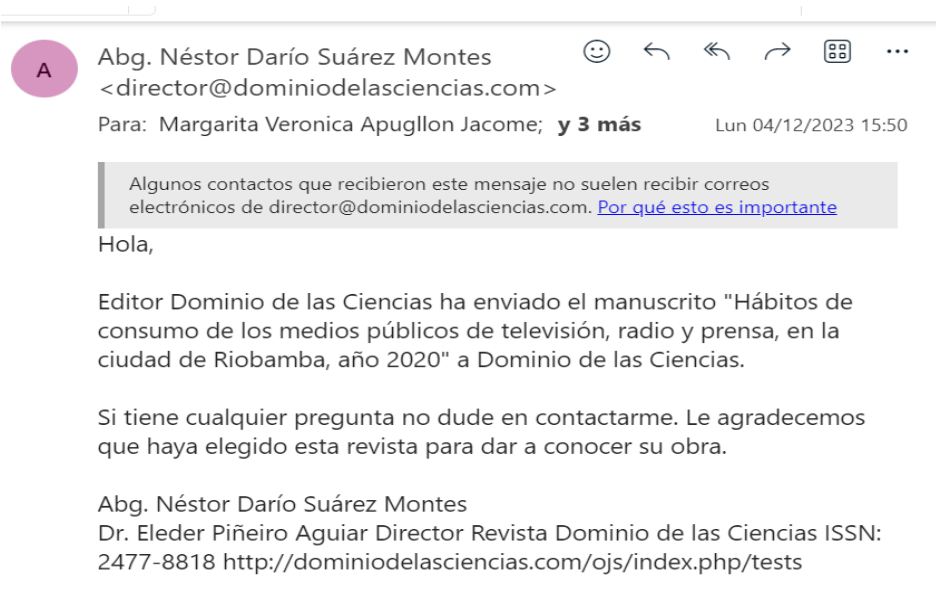 A
Abg. Néstor Darío Suárez Montes
<director@dominiodelasciencias.com>
Para: Margarita Veronica Apugllon Jacome; y 3 más Lun 04/12/2023 15:50
Algunos contactos que recibieron este mensaje no suelen recibir correos
electrónicos de director@dominiodelasciencias.com. Por qué esto es importante
Hola,
Editor Dominio de las Ciencias ha enviado el manuscrito "Hábitos de
consumo de los medios públicos de televisión, radio y prensa, en la
ciudad de Riobamba, año 2020" a Dominio de las Ciencias.
Si tiene cualquier pregunta no dude en contactarme. Le agradecemos
que haya elegido esta revista para dar a conocer su obra.
Abg. Néstor Darío Suárez Montes
Dr. Eleder Piñeiro Aguiar Director Revista Dominio de las Ciencias ISSN:
2477-8818 http://dominiodelasciencias.com/ojs/index.php/tests